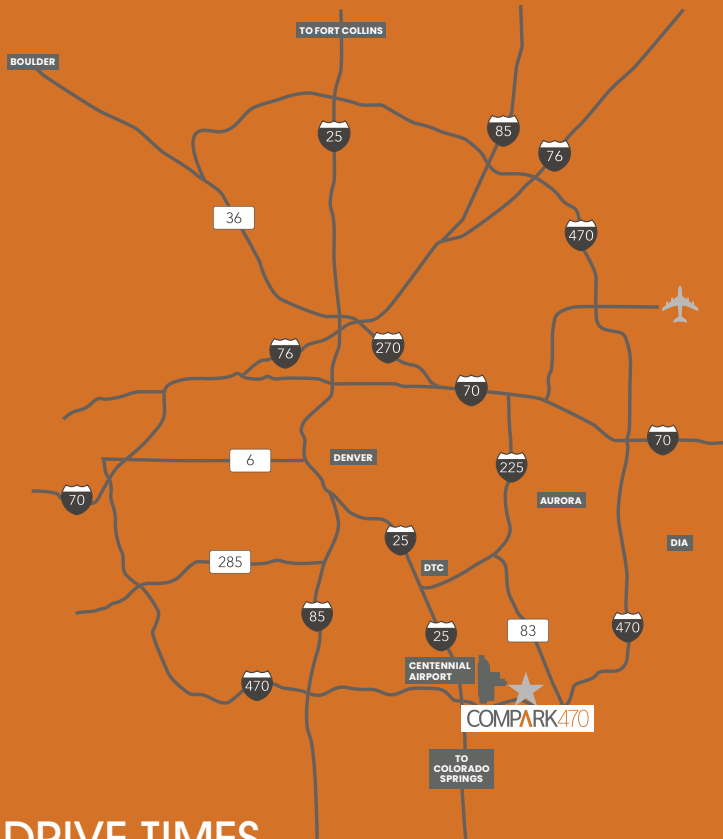 TO FORT COLLINS
BOULDER
25
85
76
36
470
76
270
70
DENVER
6
225
70
70
AURORA
25
DIA
285
DTC
85
83
470
25
CENTENNIAL
AIRPORT
470
COMPARK470
TO
COLORADO
SPRINGS
DRIVE TIMES